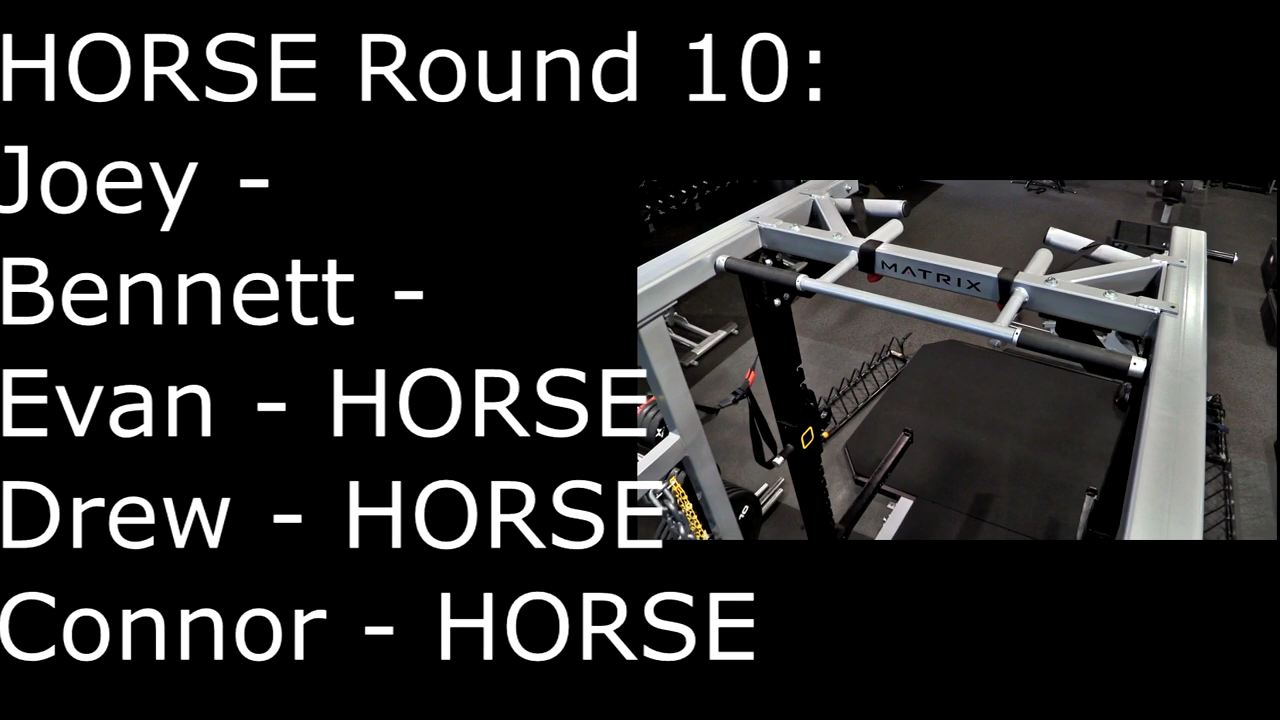 HORSE Round 10:
Joey -
Bennett -
Evan - HORSE
Drew - HORSE
Connor - HORSE
MATRIX